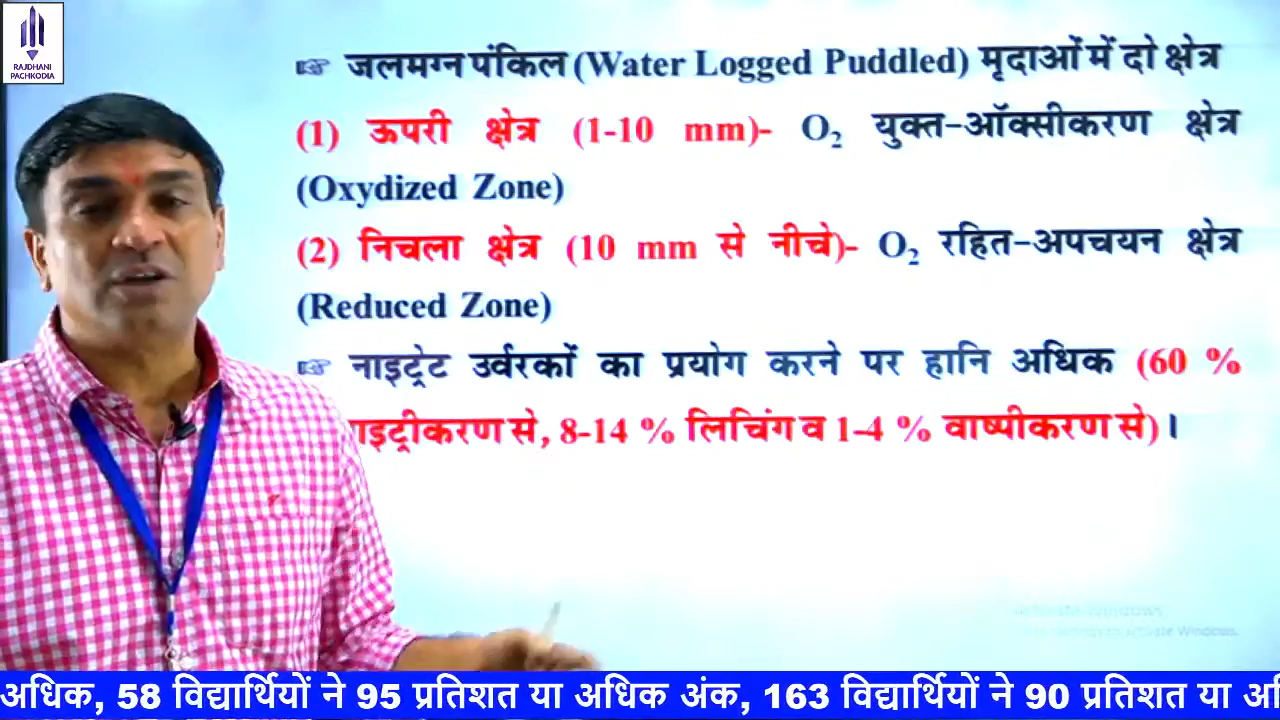 RAJDHANI
PACHKODIA
☞ जलमग्न पंकिल (Water Logged Puddled) मृदाओं में दो क्षेत्र
(1) ऊपरी क्षेत्र (1-10 mm)- O₂ युक्त-ऑक्सीकरण क्षेत्र
(Oxydized Zone)
(2) निचला क्षेत्र (10 mm से नीचे)- O₂ रहित-अपचयन क्षेत्र
(Reduced Zone)
☞ नाइट्रेट उर्वरकों का प्रयोग करने पर हानि अधिक (60 %
से, 8-14 % लिचिंग व 1-4 % वाष्पीकरण से)।
अधिक, 58 विद्यार्थियों ने 95 प्रतिशत या अधिक अंक, 163 विद्यार्थियों ने 90 प्रतिशत या